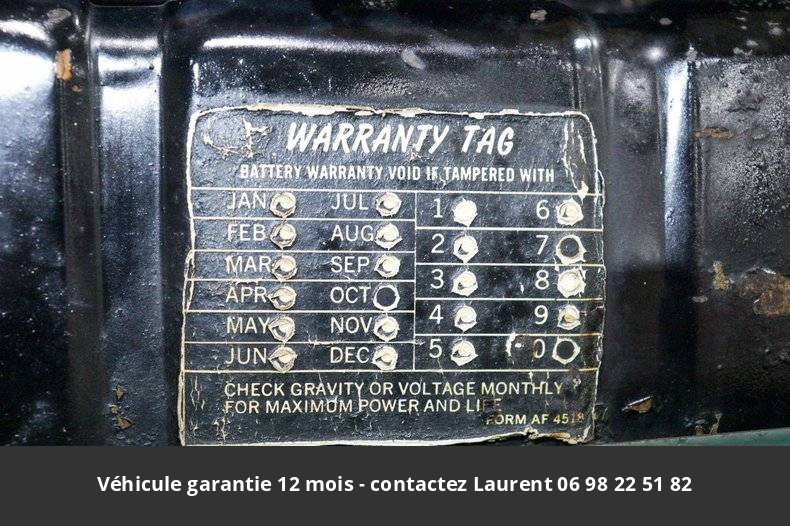 WARRANTY TAG
BATTERY WARRANTY VOID IF TAMPERED WITH
JAN JUL 1 6
FEB AUG 2 7
MAR SEP 3 8
APR OCT 4 9
MAY NOV 5 0
JUN DEC
CHECK GRAVITY OR VOLTAGE MONTHLY
FOR MAXIMUM POWER AND LIFE
FORM AF 4518
Véhicule garantie 12 mois - contactez Laurent 06 98 22 51 82